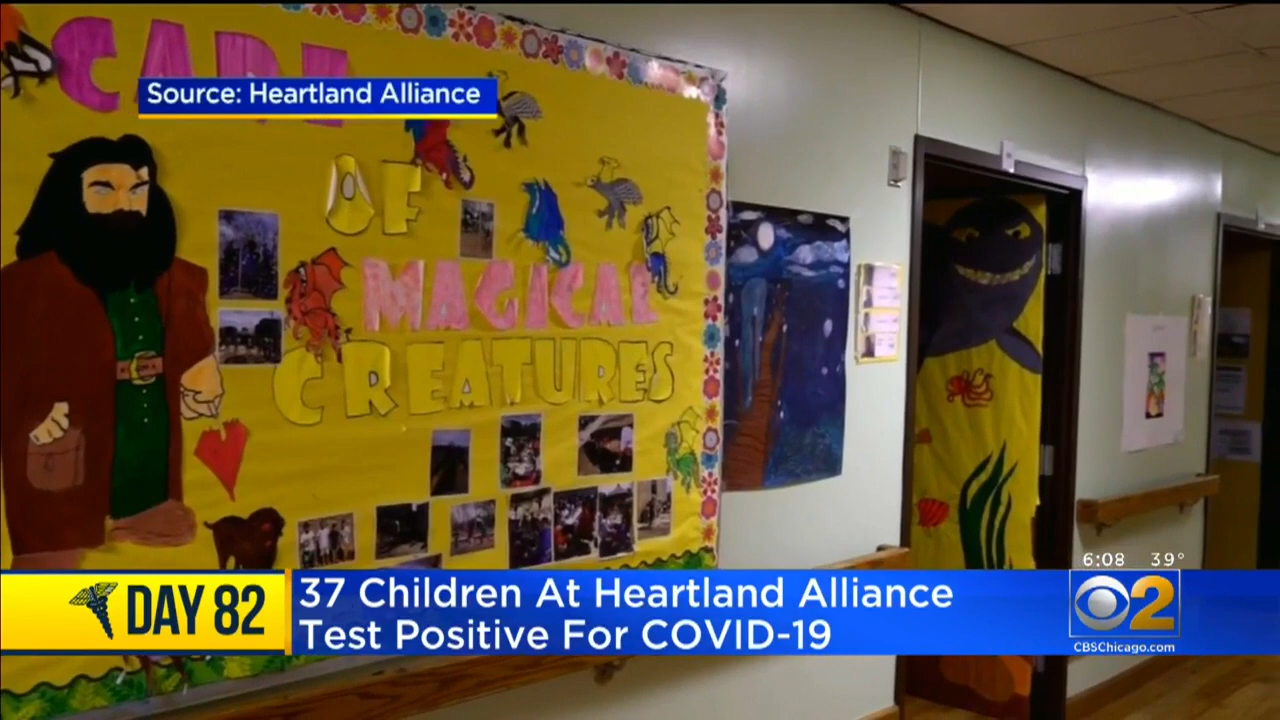 CARE
Source: Heartland Alliance
OF
MAGICAL
CREATURES
6:08 39°
DAY 82
37 Children At Heartland Alliance
Test Positive For COVID-19
2
CBSChicago.com